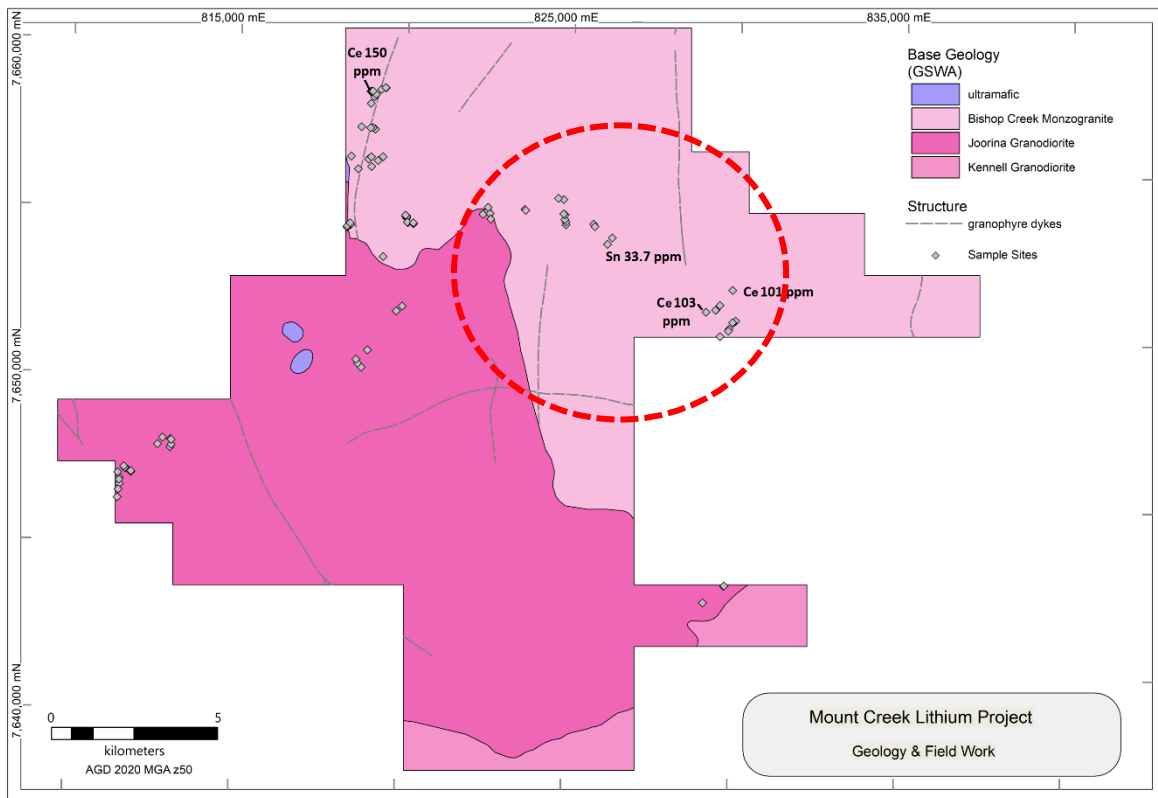 815,000 mE
825,000 mE
835,000 mE
7,660,000 mN
7,650,000 mN
7,640,000 mN
Ce 150
ppm
Sn 33.7 ppm
Ce 101 ppm
Ce 103
ppm
Base Geology
(GSWA)
ultramafic
Bishop Creek Monzogranite
Joorina Granodiorite
Kennell Granodiorite
Structure
granophyre dykes
Sample Sites
0 5
kilometers
AGD 2020 MGA z50
Mount Creek Lithium Project
Geology & Field Work